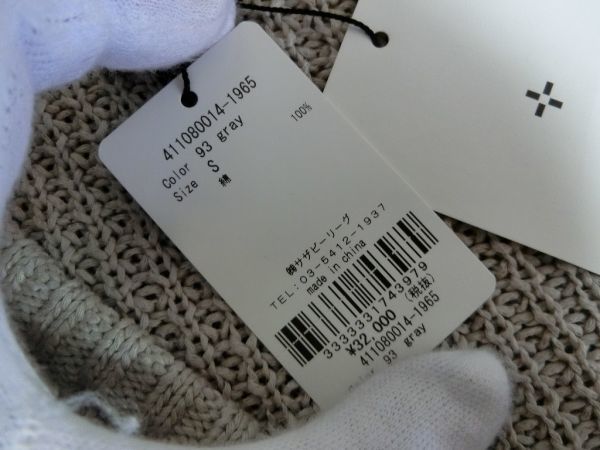 411080014-1965
Color 93 gray
Size S
綿 100%
㈱サザビーリーグ
TEL:03-5412-1937
made in china
3333331743979
¥32,000 (税抜)
411080014-1965
93 gray